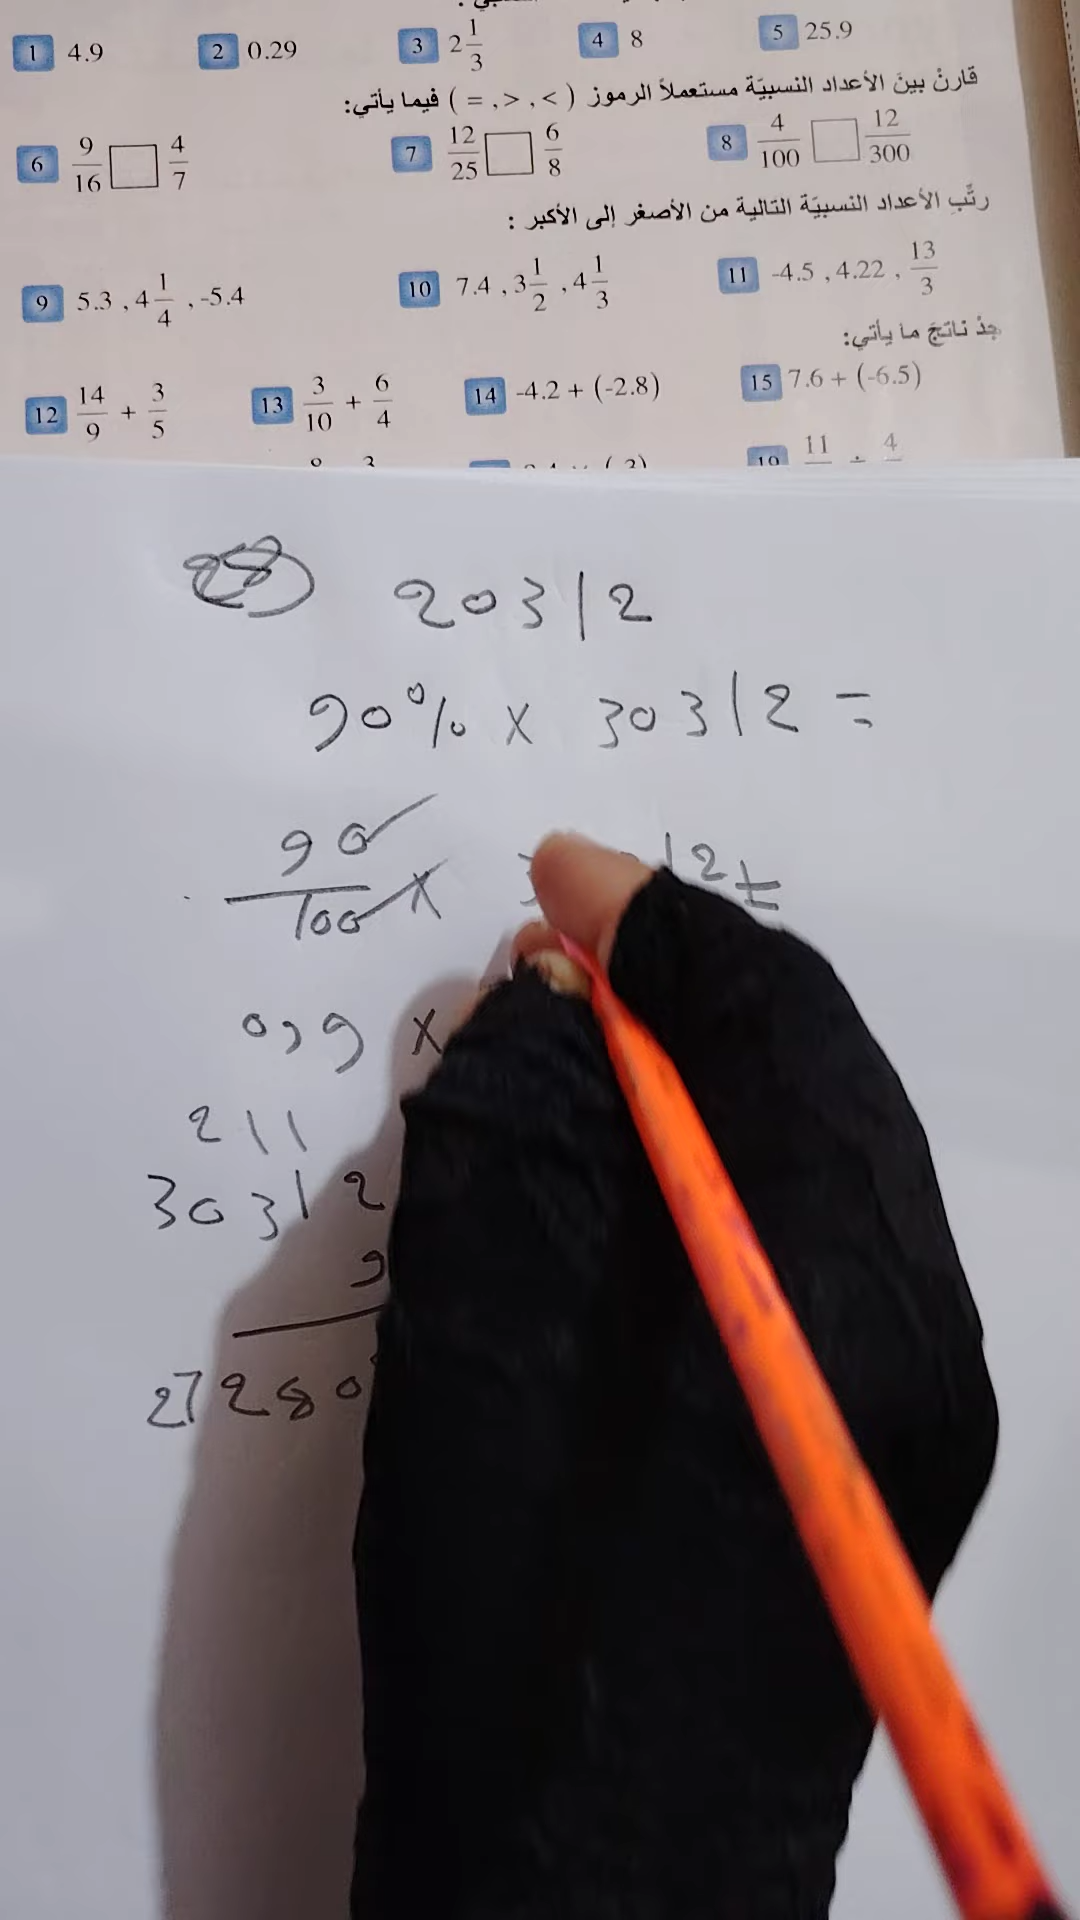 1 4.9 2 0.29 3 2 1/3 4 8 5 25.9
قارنْ بينَ الأعداد النسبيّة مستعملاً الرموز ( > , < , = ) فيما يأتي:
6 9/16 □ 4/7 7 12/25 □ 6/8 8 4/100 □ 12/300
رتّبِ الأعداد النسبيّة التالية من الأصغر إلى الأكبر :
9 5.3 , 4 1/4 , -5.4 10 7.4 , 3 1/2 , 4 1/3 11 -4.5 , 4.22 , 13/3
جدْ ناتجَ ما يأتي:
12 14/9 + 3/5 13 3/10 + 6/4 14 -4.2 + (-2.8) 15 7.6 + (-6.5)
28 20312
90% x 30312 =
90/100 x 12 =
0,9 x
211
30312
9
27280